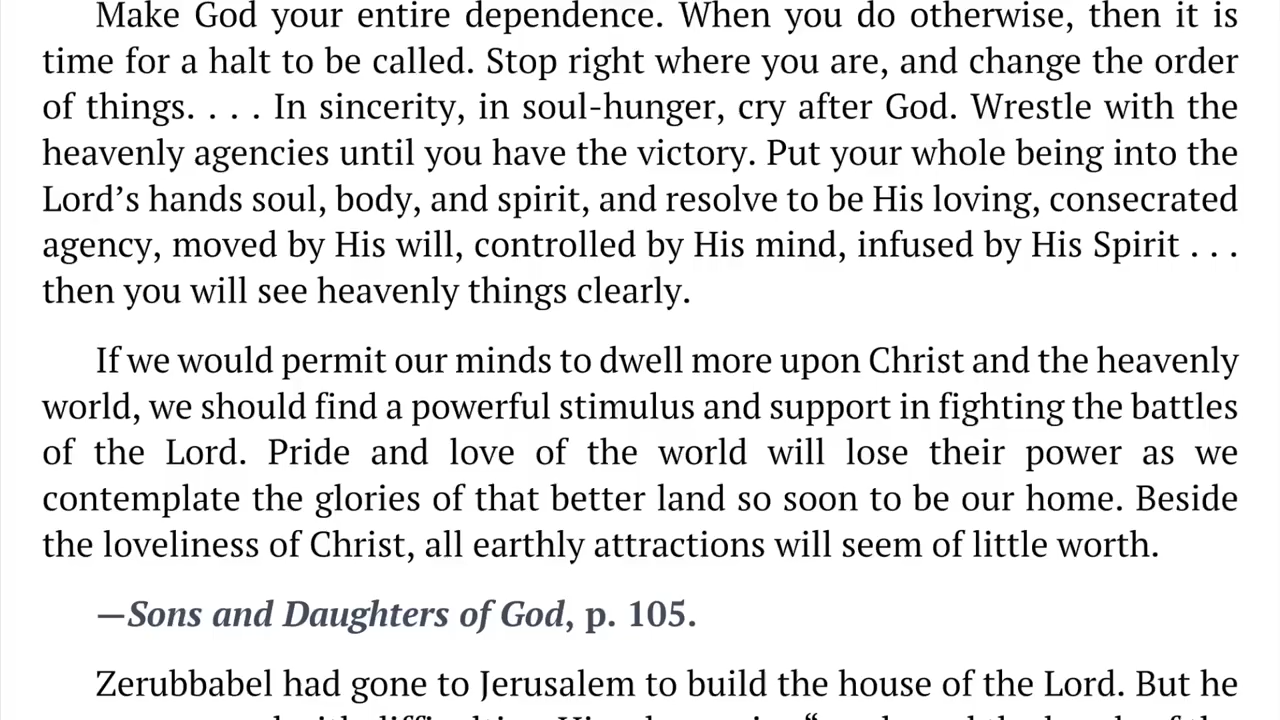 Make God your entire dependence. When you do otherwise, then it is
time for a halt to be called. Stop right where you are, and change the order
of things. . . . In sincerity, in soul-hunger, cry after God. Wrestle with the
heavenly agencies until you have the victory. Put your whole being into the
Lord’s hands soul, body, and spirit, and resolve to be His loving, consecrated
agency, moved by His will, controlled by His mind, infused by His Spirit . . .
then you will see heavenly things clearly.
If we would permit our minds to dwell more upon Christ and the heavenly
world, we should find a powerful stimulus and support in fighting the battles
of the Lord. Pride and love of the world will lose their power as we
contemplate the glories of that better land so soon to be our home. Beside
the loveliness of Christ, all earthly attractions will seem of little worth.
—Sons and Daughters of God, p. 105.
Zerubbabel had gone to Jerusalem to build the house of the Lord. But he